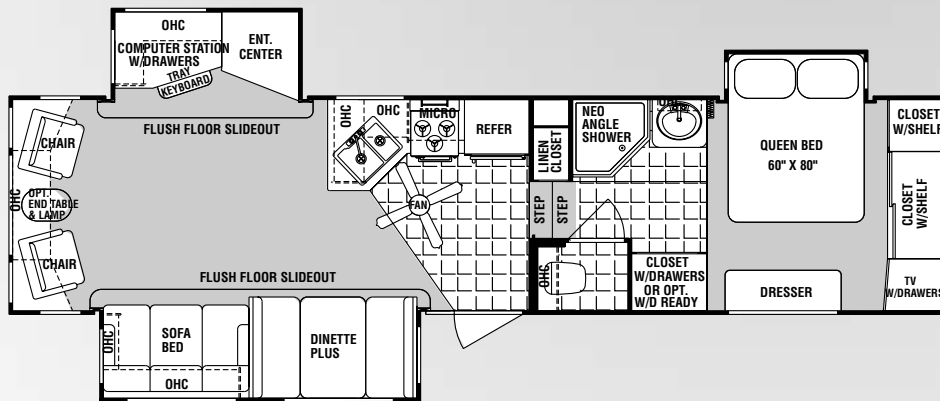 OHC
COMPUTER STATION
W/DRAWERS
ENT.
CENTER
TRAY
KEYBOARD
FLUSH FLOOR SLIDEOUT
CHAIR
OHC
OPT.
END TABLE
& LAMP
CHAIR
OHC
OHC
MICRO
REFER
FAN
FLUSH FLOOR SLIDEOUT
OHC
SOFA
BED
OHC
DINETTE
PLUS
LINEN
CLOSET
NEO
ANGLE
SHOWER
STEP
STEP
OHC
CLOSET
W/DRAWERS
OR OPT.
W/D READY
QUEEN BED
60" X 80"
DRESSER
CLOSET
W/SHELF
CLOSET
W/SHELF
TV
W/DRAWERS